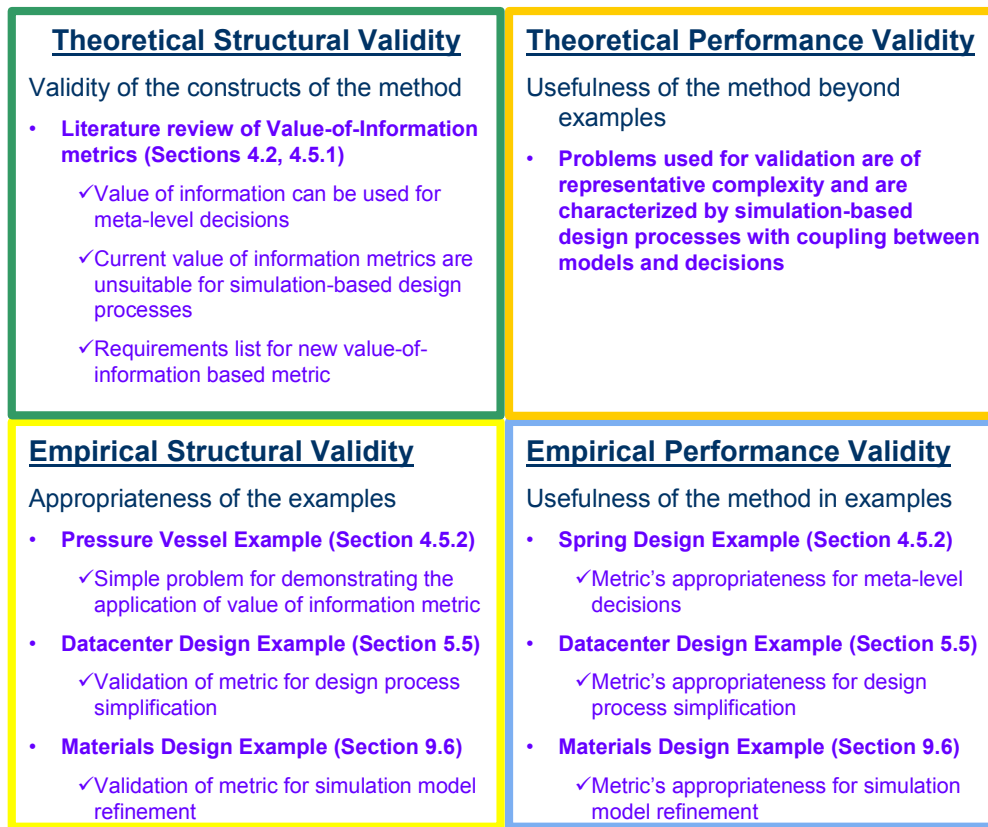 Theoretical Structural Validity
Validity of the constructs of the method
• Literature review of Value-of-Information
metrics (Sections 4.2, 4.5.1)
✓Value of information can be used for
meta-level decisions
✓Current value of information metrics are
unsuitable for simulation-based design
processes
✓Requirements list for new value-of-
information based metric
Theoretical Performance Validity
Usefulness of the method beyond
examples
• Problems used for validation are of
representative complexity and are
characterized by simulation-based
design processes with coupling between
models and decisions
Empirical Structural Validity
Appropriateness of the examples
• Pressure Vessel Example (Section 4.5.2)
✓Simple problem for demonstrating the
application of value of information metric
• Datacenter Design Example (Section 5.5)
✓Validation of metric for design process
simplification
• Materials Design Example (Section 9.6)
✓Validation of metric for simulation model
refinement
Empirical Performance Validity
Usefulness of the method in examples
• Spring Design Example (Section 4.5.2)
✓Metric's appropriateness for meta-level
decisions
• Datacenter Design Example (Section 5.5)
✓Metric's appropriateness for design
process simplification
• Materials Design Example (Section 9.6)
✓Metric's appropriateness for simulation
model refinement